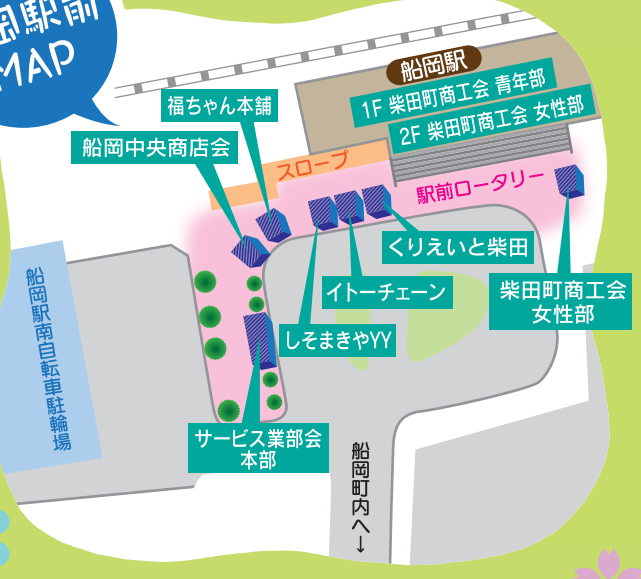 駅前
MAP
船岡駅
1F 柴田町商工会 青年部
2F 柴田町商工会 女性部
福ちゃん本舗
船岡中央商店会
スロープ
駅前ロータリー
くりえいと柴田
イトーチェーン
柴田町商工会
女性部
しそまきやYY
船岡駅南自転車駐輪場
サービス業部会
本部
船岡町内へ→